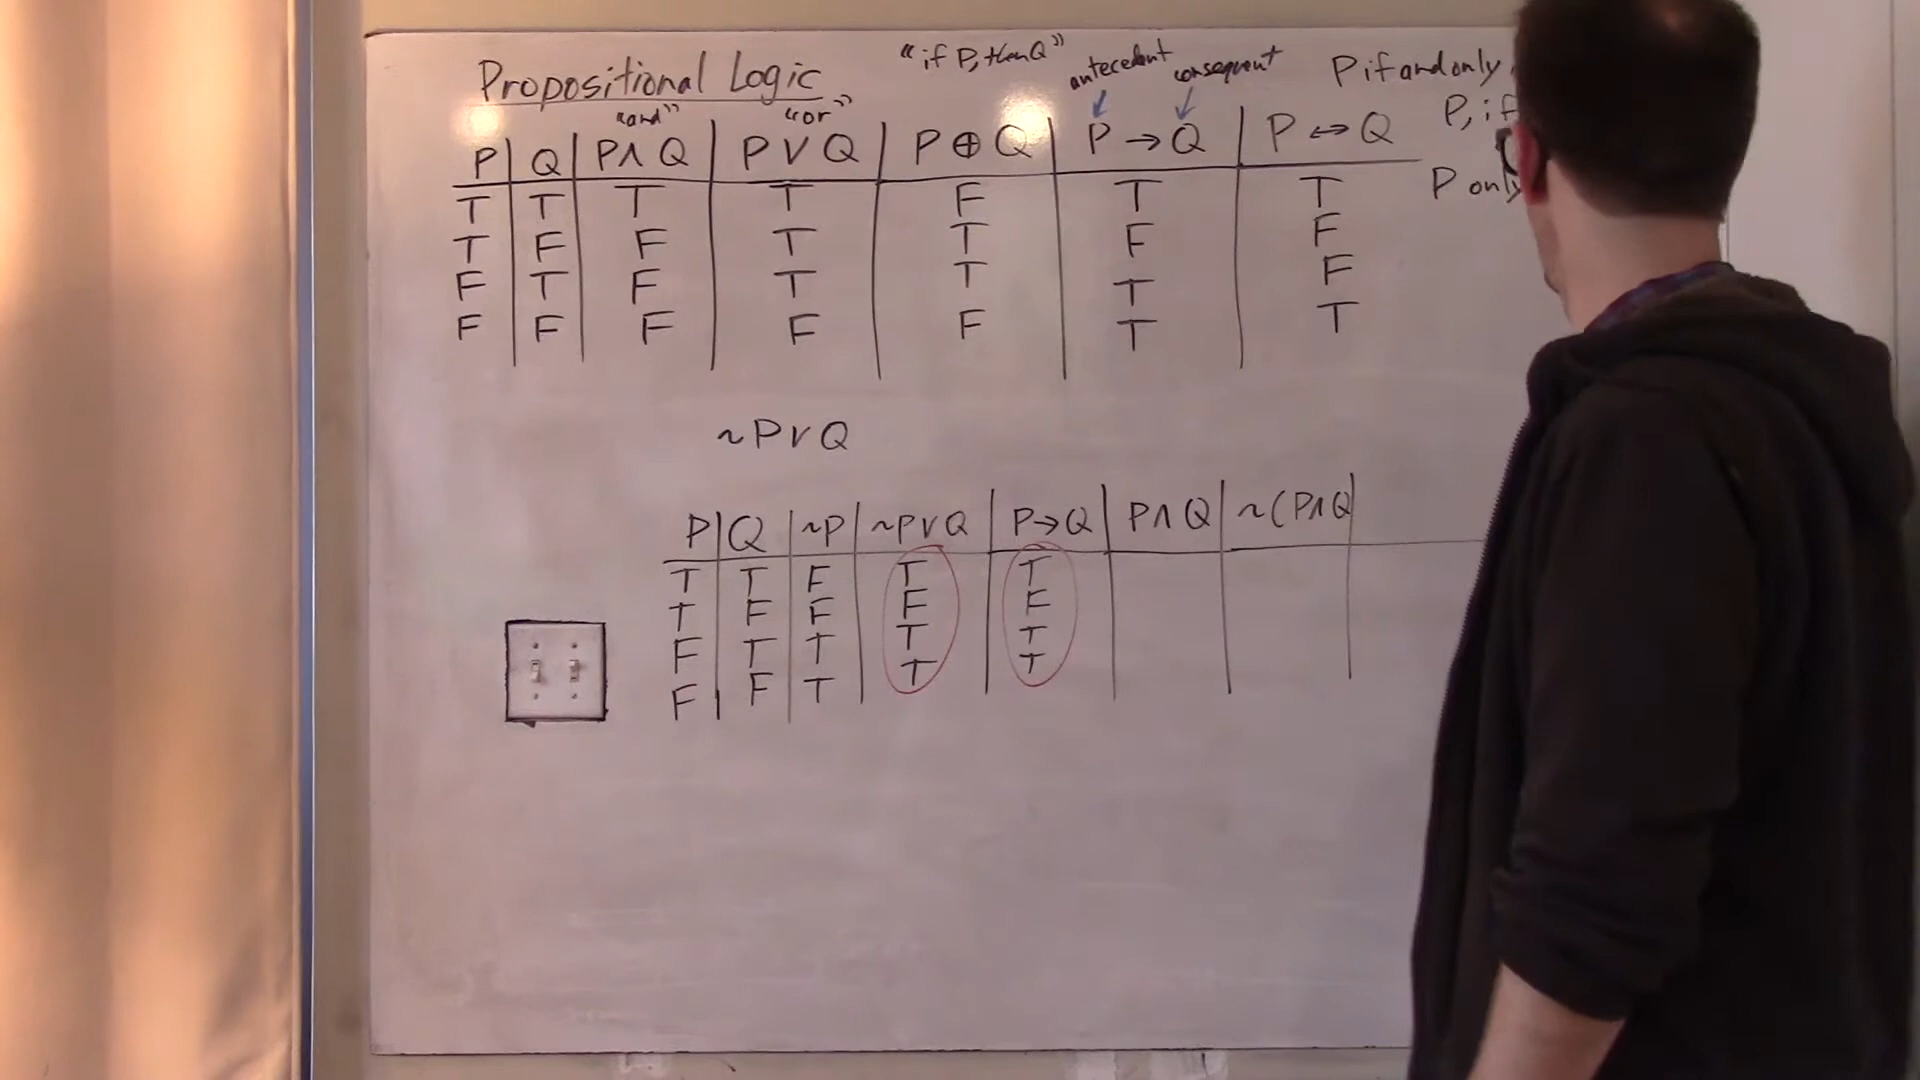 Propositional Logic
"if P, then Q"
antecedent
consequent
P if and only
P, if
P only
"and"
"or"
P Q P∧Q P∨Q P⊕Q P→Q P↔Q
T T T T F T T
T F F T T F F
F T F T T T F
F F F F F T T
~P∨Q
P Q ~P ~P∨Q P→Q P∧Q ~(P∧Q
T T F T T
T F F F F
F T T T T
F F T T T